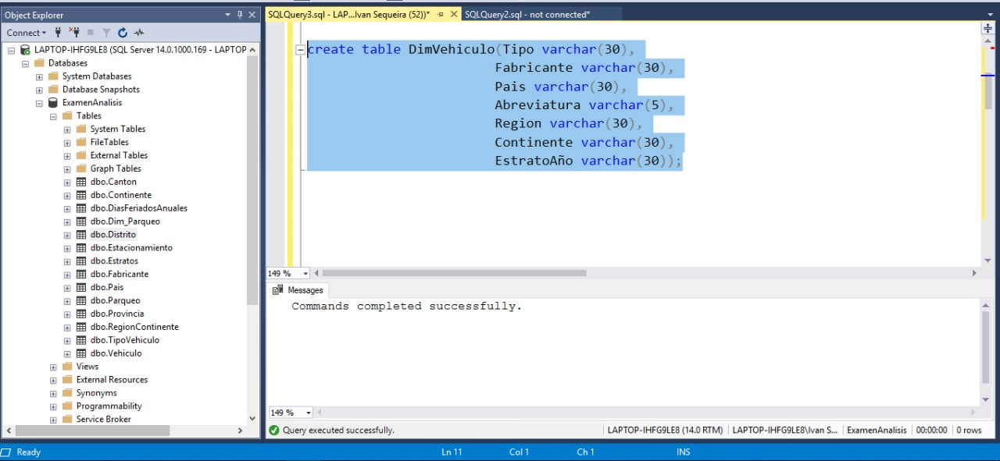 Object Explorer
Connect
LAPTOP-IHFG9LE8 (SQL Server 14.0.1000.169 - LAPTOP
Databases
System Databases
Database Snapshots
ExamenAnalisis
Tables
System Tables
FileTables
External Tables
Graph Tables
dbo.Canton
dbo.Continente
dbo.DiasFeriadosAnuales
dbo.Dim_Parqueo
dbo.Distrito
dbo.Estacionamiento
dbo.Estratos
dbo.Fabricante
dbo.Pais
dbo.Parqueo
dbo.Provincia
dbo.RegionContinente
dbo.TipoVehiculo
dbo.Vehiculo
Views
External Resources
Synonyms
Programmability
Service Broker
SQLQuery3.sql - LAP...Ivan Sequeira (52))* SQLQuery2.sql - not connected*
create table DimVehiculo(Tipo varchar(30),
Fabricante varchar(30),
Pais varchar(30),
Abreviatura varchar(5),
Region varchar(30),
Continente varchar(30),
EstratoAño varchar(30));
149 %
Messages
Commands completed successfully.
149 %
Query executed successfully. LAPTOP-IHFG9LE8 (14.0 RTM) LAPTOP-IHFG9LE8\Ivan S... ExamenAnalisis 00:00:00 0 rows
Ready Ln 11 Col 1 Ch 1 INS